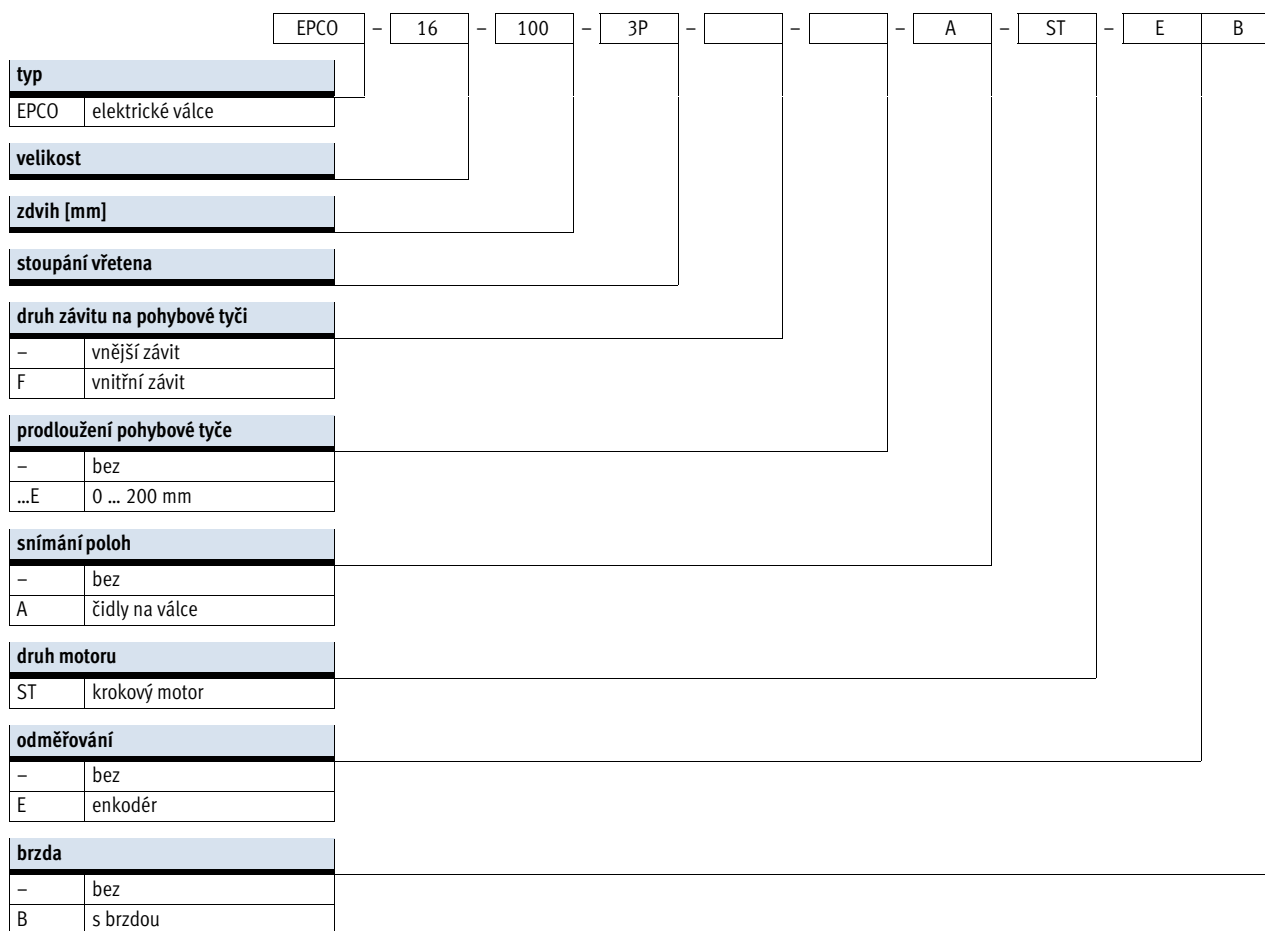 EPCO – 16 – 100 – 3P – – – A – ST – E B
typ
EPCO elektrické válce
velikost
zdvih [mm]
stoupání vřetena
druh závitu na pohybové tyči
– vnější závit
F vnitřní závit
prodloužení pohybové tyče
– bez
...E 0 ... 200 mm
snímání poloh
– bez
A čidly na válce
druh motoru
ST krokový motor
odměřování
– bez
E enkodér
brzda
– bez
B s brzdou